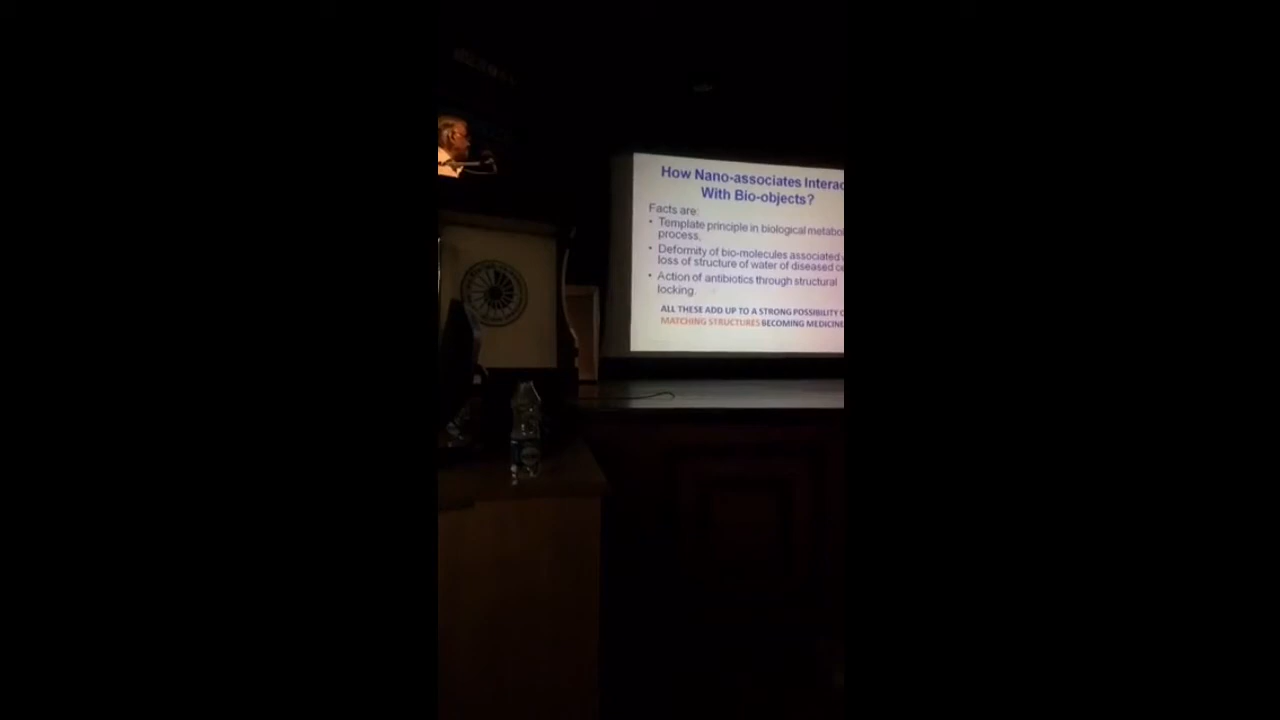 How Nano-associates Interac
With Bio-objects?
Facts are:
• Template principle in biological metabol
process,
• Deformity of bio-molecules associated
loss of structure of water of diseased ce
• Action of antibiotics through structural
locking.
ALL THESE ADD UP TO A STRONG POSSIBILITY O
MATCHING STRUCTURES BECOMING MEDICINE